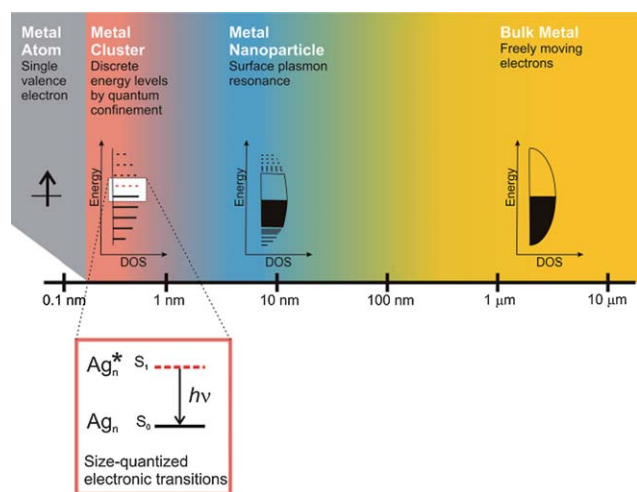 Metal
Atom
Single
valence
electron
Metal
Cluster
Discrete
energy levels
by quantum
confinement
Metal
Nanoparticle
Surface plasmon
resonance
Bulk Metal
Freely moving
electrons
Energy
DOS
Energy
DOS
Energy
DOS
0.1 nm
1 nm
10 nm
100 nm
1 μm
10 μm
Agₙ* S₁
hν
Agₙ S₀
Size-quantized
electronic transitions